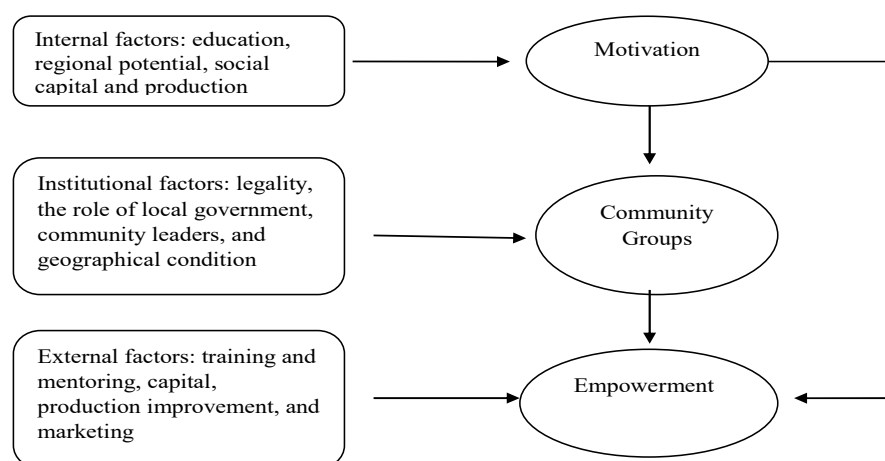 Internal factors: education,
regional potential, social
capital and production
Motivation
Institutional factors: legality,
the role of local government,
community leaders, and
geographical condition
Community
Groups
External factors: training and
mentoring, capital,
production improvement, and
marketing
Empowerment